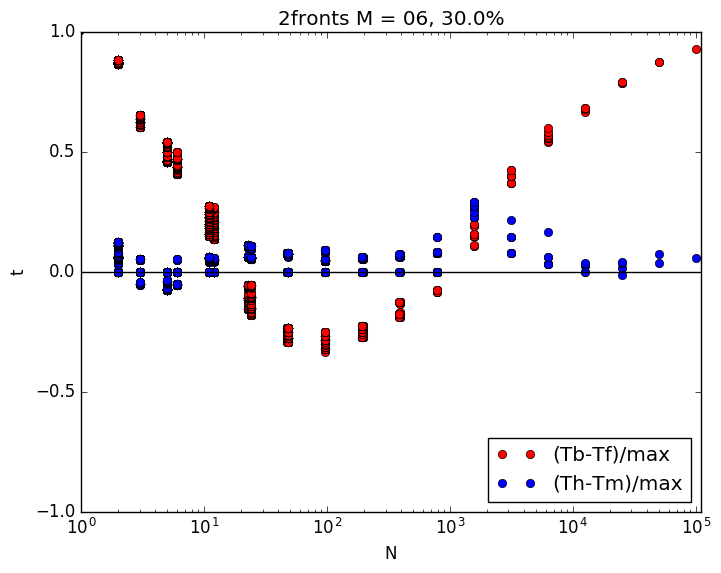 2fronts M = 06, 30.0%
1.0
0.5
0.0
−0.5
−1.0
t
10^0
10^1
10^2
10^3
10^4
10^5
N
(Tb-Tf)/max
(Th-Tm)/max